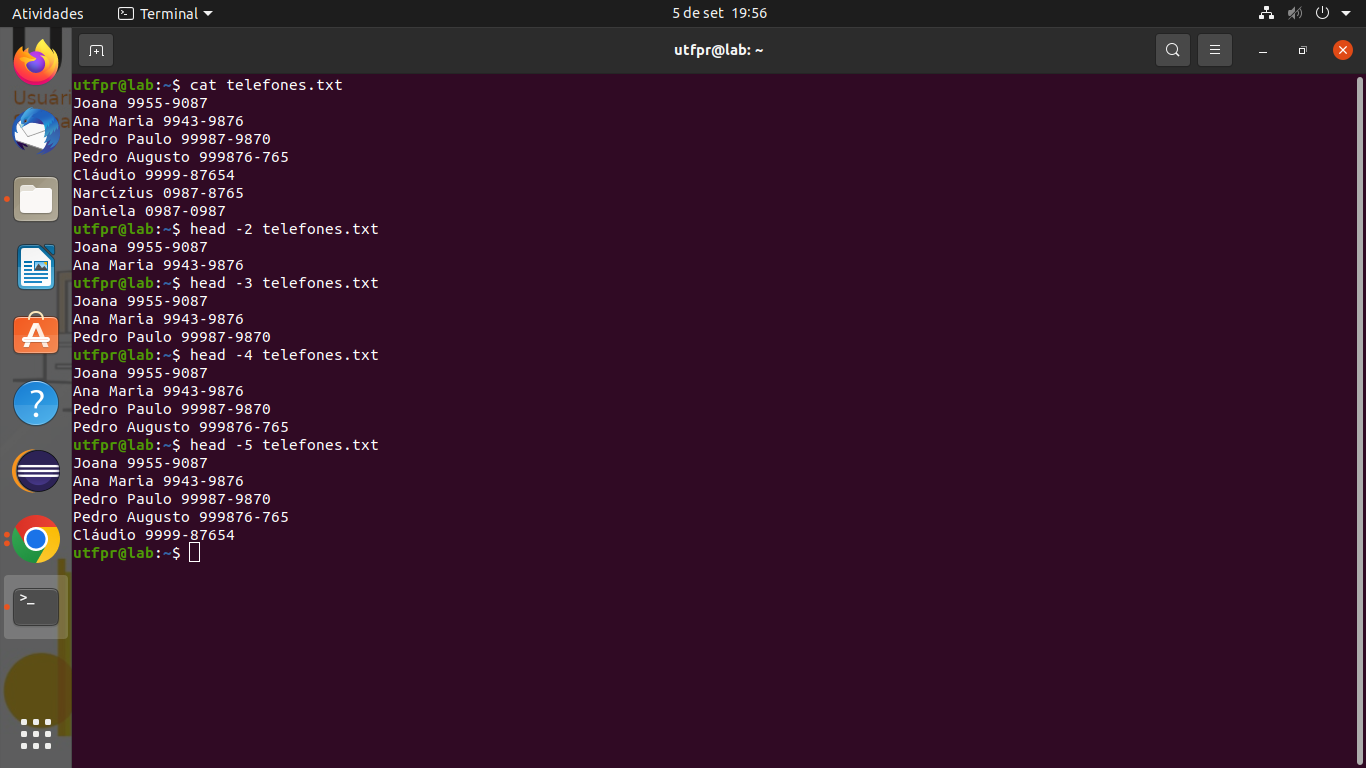 Atividades Terminal 5 de set 19:56
utfpr@lab: ~
Usuári
utfpr@lab:~$ cat telefones.txt
Joana 9955-9087
Ana Maria 9943-9876
Pedro Paulo 99987-9870
Pedro Augusto 999876-765
Cláudio 9999-87654
Narcízius 0987-8765
Daniela 0987-0987
utfpr@lab:~$ head -2 telefones.txt
Joana 9955-9087
Ana Maria 9943-9876
utfpr@lab:~$ head -3 telefones.txt
Joana 9955-9087
Ana Maria 9943-9876
Pedro Paulo 99987-9870
utfpr@lab:~$ head -4 telefones.txt
Joana 9955-9087
Ana Maria 9943-9876
Pedro Paulo 99987-9870
Pedro Augusto 999876-765
utfpr@lab:~$ head -5 telefones.txt
Joana 9955-9087
Ana Maria 9943-9876
Pedro Paulo 99987-9870
Pedro Augusto 999876-765
Cláudio 9999-87654
utfpr@lab:~$